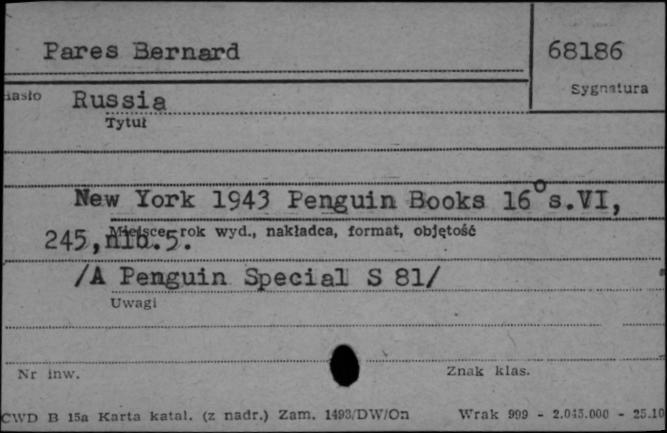 Pares Bernard
68186
Sygnatura
Hasło
Russia
Tytuł
New York 1943 Penguin Books 16° s.VI,
Miejsce, rok wyd., nakładca, format, objętość
245, nlb.5.
/A Penguin Special S 81/
Uwagi
Nr inw.
Znak klas.
CWD B 15a Karta katal. (z nadr.) Zam. 1493/DW/On
Wrak 999 - 2.045.000 - 25.10